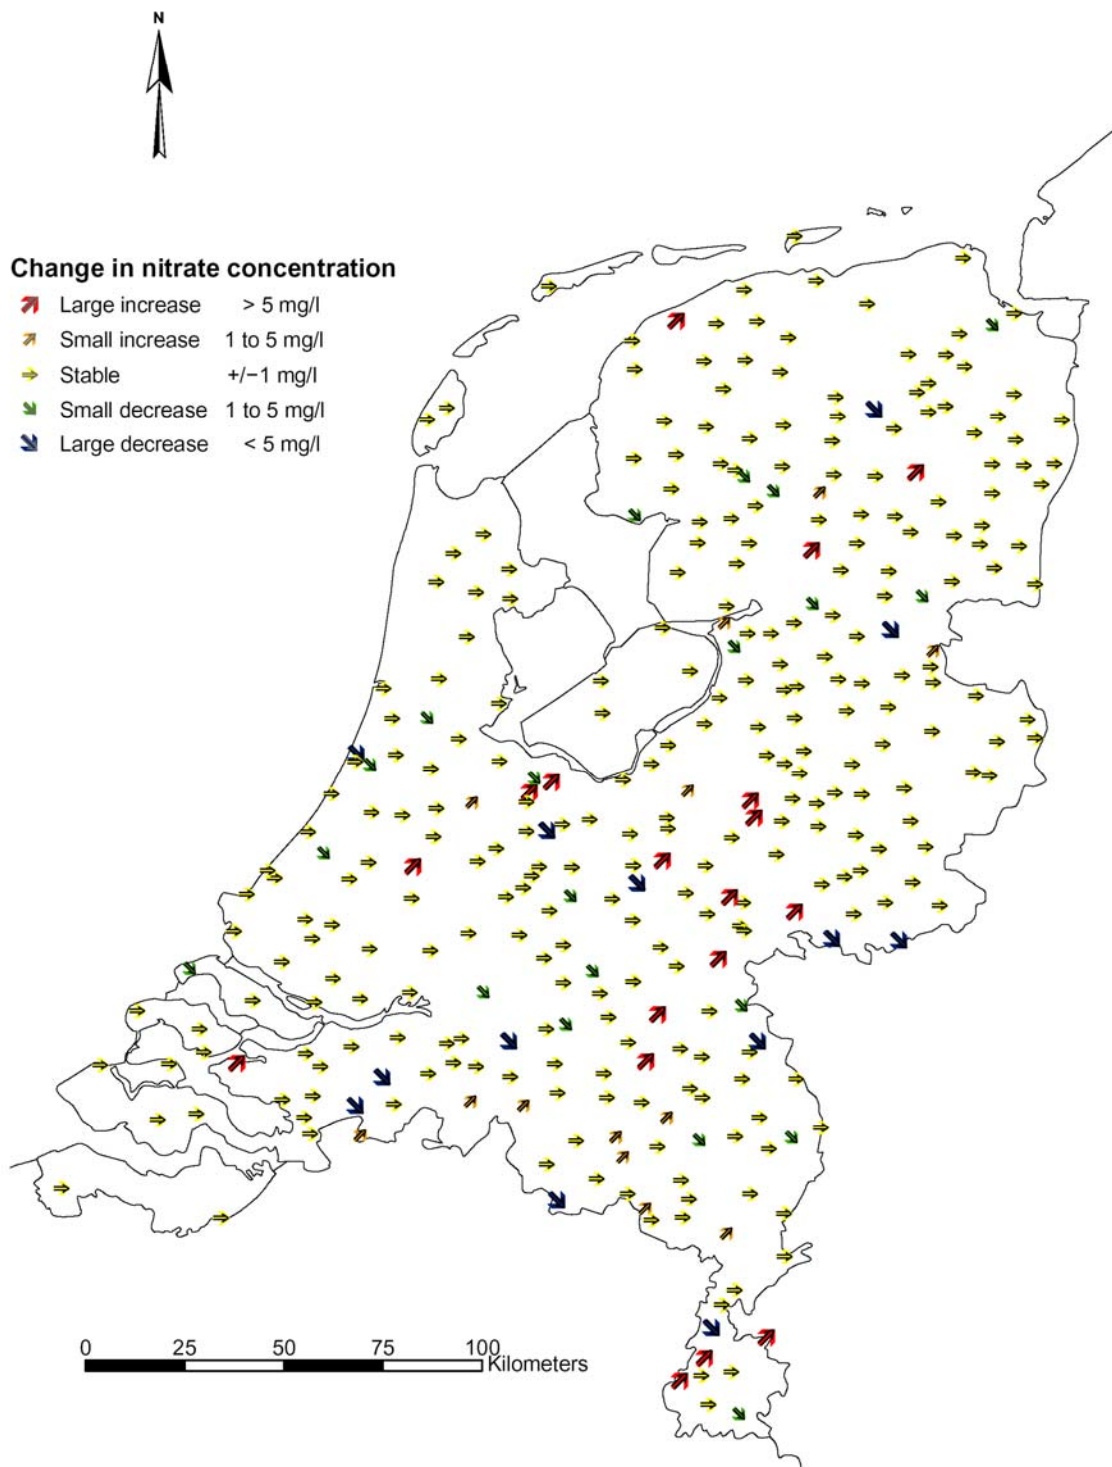 N
Change in nitrate concentration
Large increase > 5 mg/l
Small increase 1 to 5 mg/l
Stable +/−1 mg/l
Small decrease 1 to 5 mg/l
Large decrease < 5 mg/l
0 25 50 75 100
Kilometers